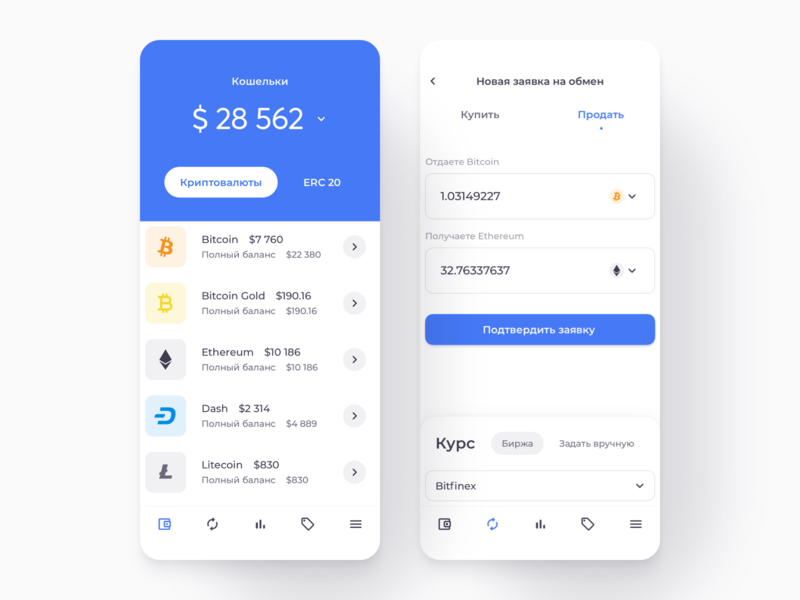 Кошельки
$ 28 562
Криптовалюты
ERC 20
Bitcoin $7 760
Полный баланс $22 380
Bitcoin Gold $190.16
Полный баланс $190.16
Ethereum $10 186
Полный баланс $10 186
Dash $2 314
Полный баланс $4 889
Litecoin $830
Полный баланс $830
Новая заявка на обмен
Купить
Продать
Отдаете Bitcoin
1.03149227
Получаете Ethereum
32.76337637
Подтвердить заявку
Курс
Биржа
Задать вручную
Bitfinex